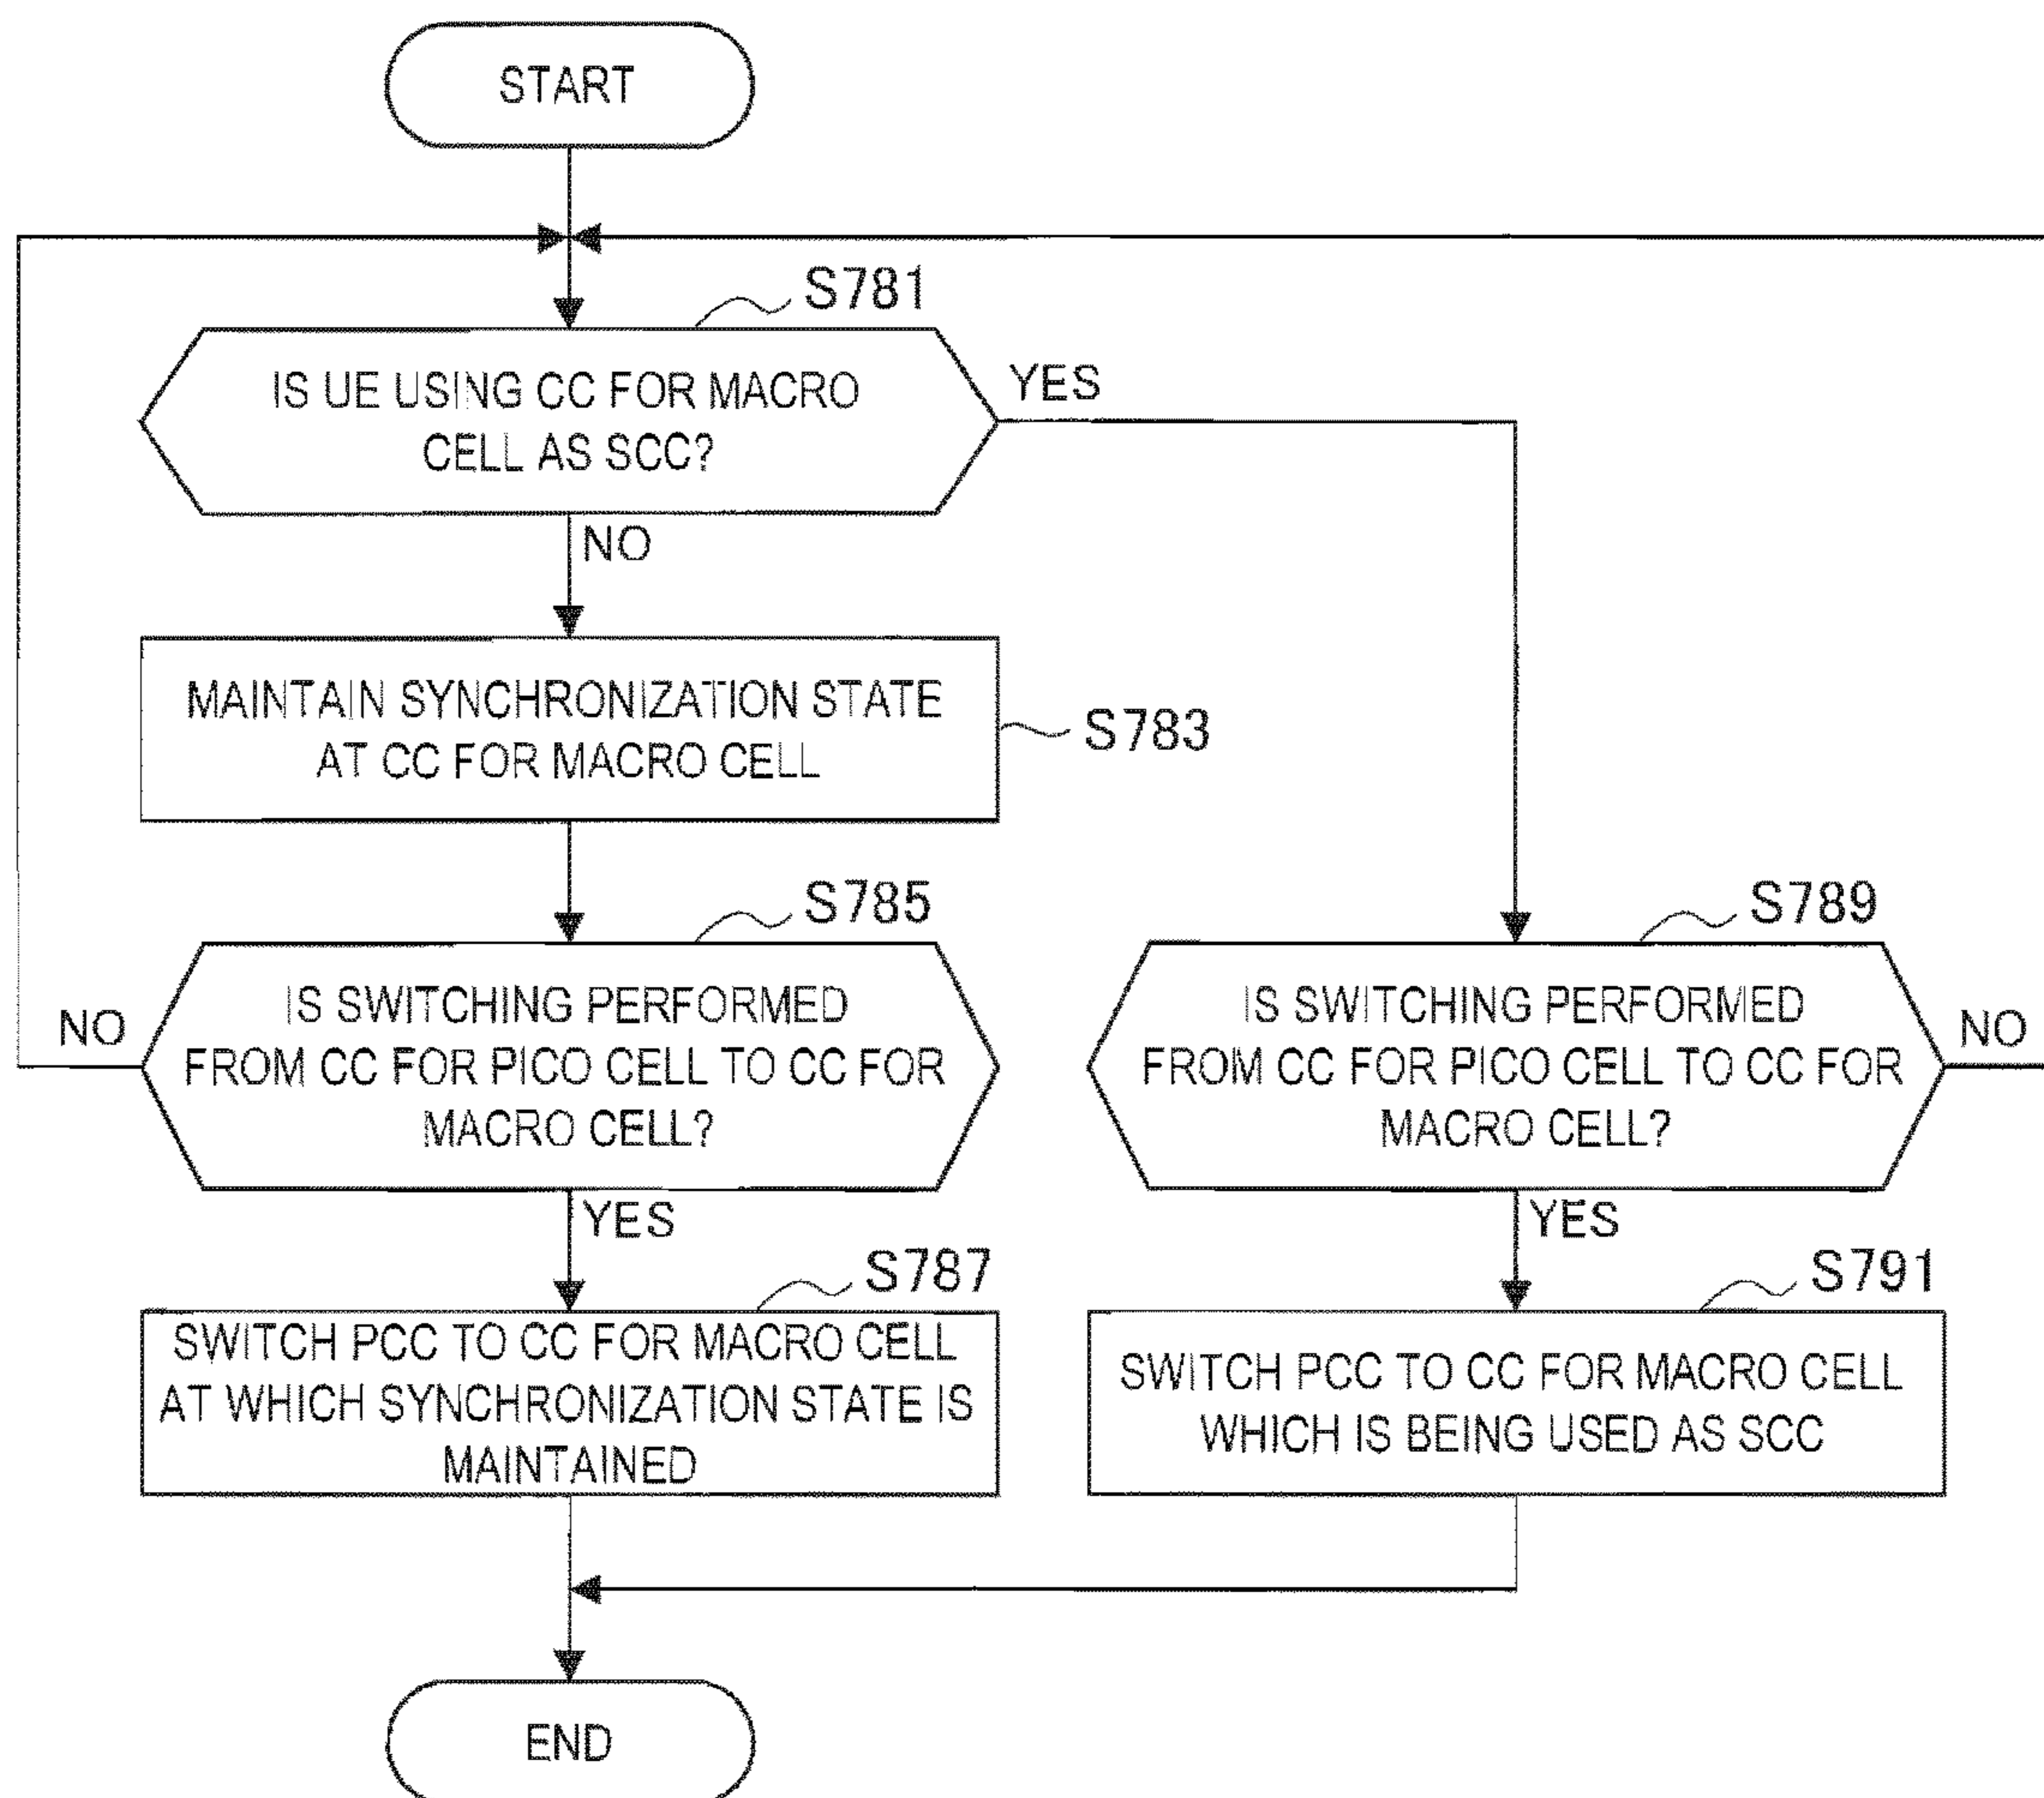 START
S781
IS UE USING CC FOR MACRO
CELL AS SCC?
YES
NO
MAINTAIN SYNCHRONIZATION STATE
AT CC FOR MACRO CELL
S783
S785
IS SWITCHING PERFORMED
FROM CC FOR PICO CELL TO CC FOR
MACRO CELL?
NO
YES
S789
IS SWITCHING PERFORMED
FROM CC FOR PICO CELL TO CC FOR
MACRO CELL?
NO
YES
S787
SWITCH PCC TO CC FOR MACRO CELL
AT WHICH SYNCHRONIZATION STATE IS
MAINTAINED
S791
SWITCH PCC TO CC FOR MACRO CELL
WHICH IS BEING USED AS SCC
END